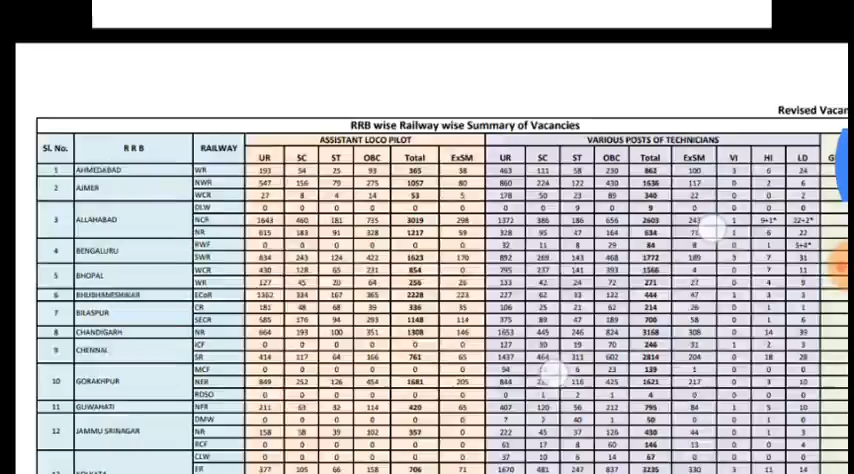 Revised Vacan
RRB wise Railway wise Summary of Vacancies
Sl. No. R R B RAILWAY ASSISTANT LOCO PILOT VARIOUS POSTS OF TECHNICIANS
UR SC ST OBC Total ExSM UR SC ST OBC Total ExSM VI HI LD
1 AHMEDABAD WR 193 54 25 93 365 38 463 111 58 230 862 100 3 6 24
2 AJMER NWR 547 156 79 275 1057 80 860 224 122 430 1636 117 0 2 6
WCR 27 8 4 14 53 5 178 50 23 89 340 22 0 0 2
3 ALLAHABAD DLW 0 0 0 0 0 0 0 0 9 0 9 0 0 0 0
NCR 1643 460 181 735 3019 298 1372 386 186 656 2603 243 1 9+1* 22+2*
NR 615 183 91 328 1217 59 328 95 47 164 634 1 6 22
4 BENGALURU RWF 0 0 0 0 0 0 32 11 8 29 84 8 0 1 5+4*
SWR 834 243 124 422 1623 170 892 269 143 468 1772 189 3 7 31
5 BHOPAL WCR 430 128 65 231 854 0 795 237 141 393 1566 4 0 7 11
WR 127 45 20 64 256 26 133 42 24 72 271 27 0 4 9
6 BHUBHANESHWAR ECoR 1362 334 167 365 2228 223 227 62 33 122 444 47 1 3 3
7 BILASPUR CR 181 48 68 39 336 35 106 25 21 62 214 26 0 1 1
SECR 585 176 94 293 1148 114 375 89 47 189 700 58 0 1 6
8 CHANDIGARH NR 664 193 100 351 1308 146 1653 445 246 824 3168 308 0 14 39
9 CHENNAI ICF 0 0 0 0 0 0 127 30 19 70 246 31 1 2 3
SR 414 117 64 166 761 65 1437 464 311 602 2814 204 0 18 28
10 GORAKHPUR MCF 0 0 0 0 0 0 94 6 23 139 1 0 0 0
NER 849 252 126 454 1681 205 844 116 425 1621 217 0 3 10
RDSO 0 0 0 0 0 0 0 1 2 1 4 0 0 0 0
11 GUWAHATI NFR 211 63 32 114 420 65 407 120 56 212 795 84 1 5 10
12 JAMMU SRINAGAR DMW 0 0 0 0 0 0 7 2 40 1 50 0 0 0 0
NR 158 58 39 102 357 0 222 45 37 126 430 44 0 1 3
RCF 0 0 0 0 0 0 61 17 8 60 146 13 0 0 4
CLW 0 0 0 0 0 0 37 10 6 14 67 0 0 0 0
ER 377 105 66 158 706 71 1670 481 247 837 3235 330 3 11 14